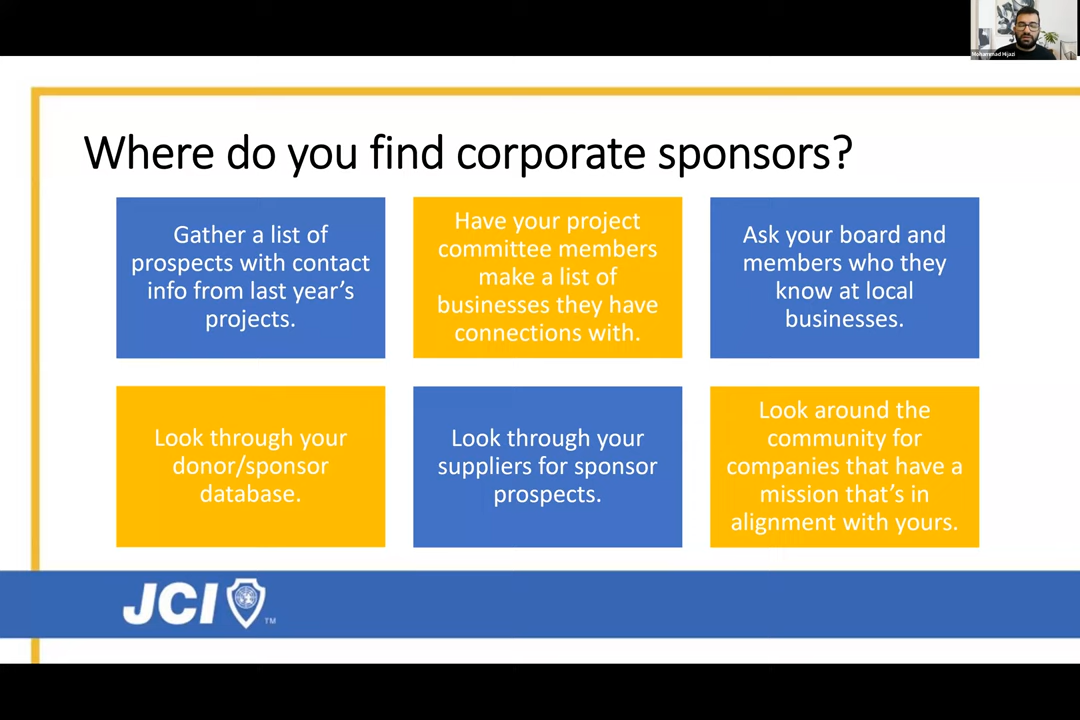 Mohammad Hijazi
Where do you find corporate sponsors?
Gather a list of
prospects with contact
info from last year's
projects.
Have your project
committee members
make a list of
businesses they have
connections with.
Ask your board and
members who they
know at local
businesses.
Look through your
donor/sponsor
database.
Look through your
suppliers for sponsor
prospects.
Look around the
community for
companies that have a
mission that's in
alignment with yours.
JCI
TM